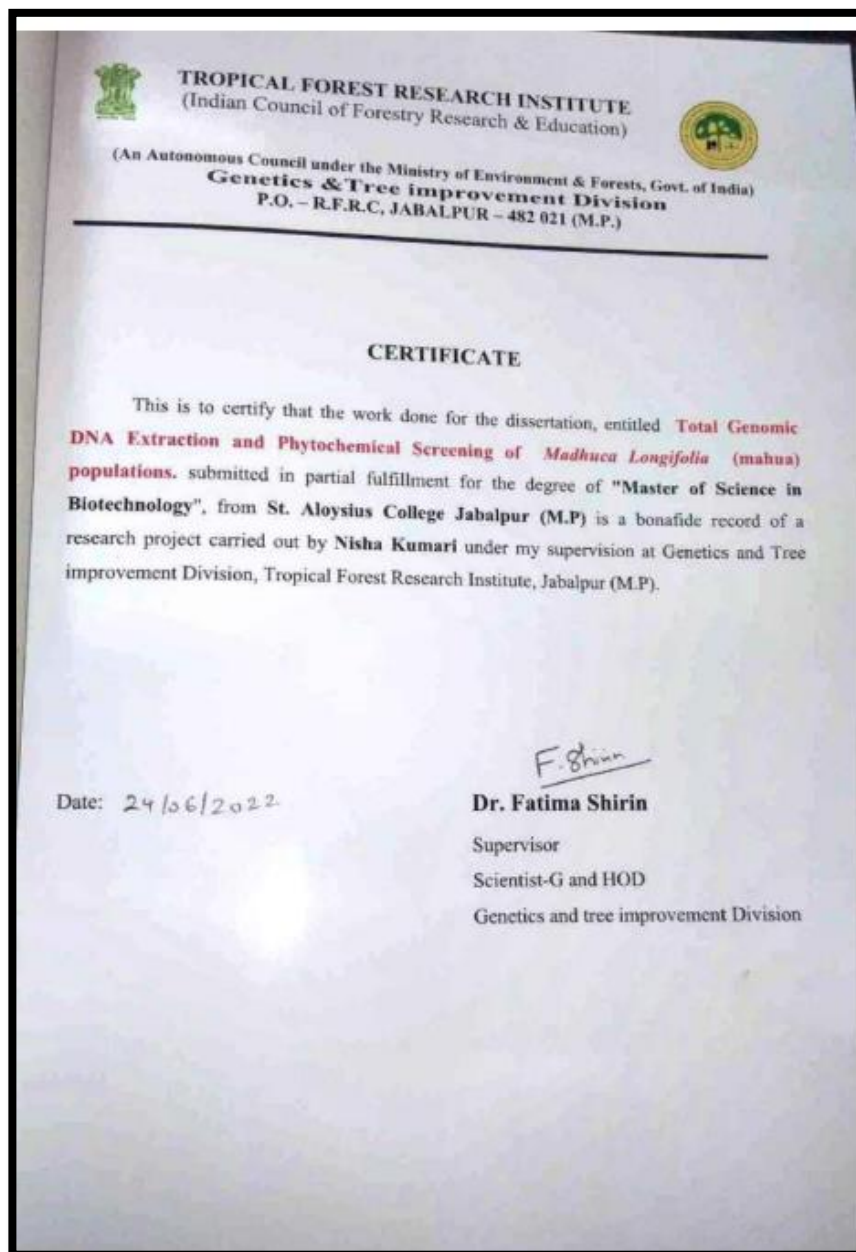 TROPICAL FOREST RESEARCH INSTITUTE
(Indian Council of Forestry Research & Education)
(An Autonomous Council under the Ministry of Environment & Forests, Govt. of India)
Genetics &Tree improvement Division
P.O. – R.F.R.C, JABALPUR – 482 021 (M.P.)
CERTIFICATE
This is to certify that the work done for the dissertation, entitled Total Genomic
DNA Extraction and Phytochemical Screening of Madhuca Longifolia (mahua)
populations. submitted in partial fulfillment for the degree of "Master of Science in
Biotechnology", from St. Aloysius College Jabalpur (M.P) is a bonafide record of a
research project carried out by Nisha Kumari under my supervision at Genetics and Tree
improvement Division, Tropical Forest Research Institute, Jabalpur (M.P).
F. Shirin
Date: 24/06/2022
Dr. Fatima Shirin
Supervisor
Scientist-G and HOD
Genetics and tree improvement Division